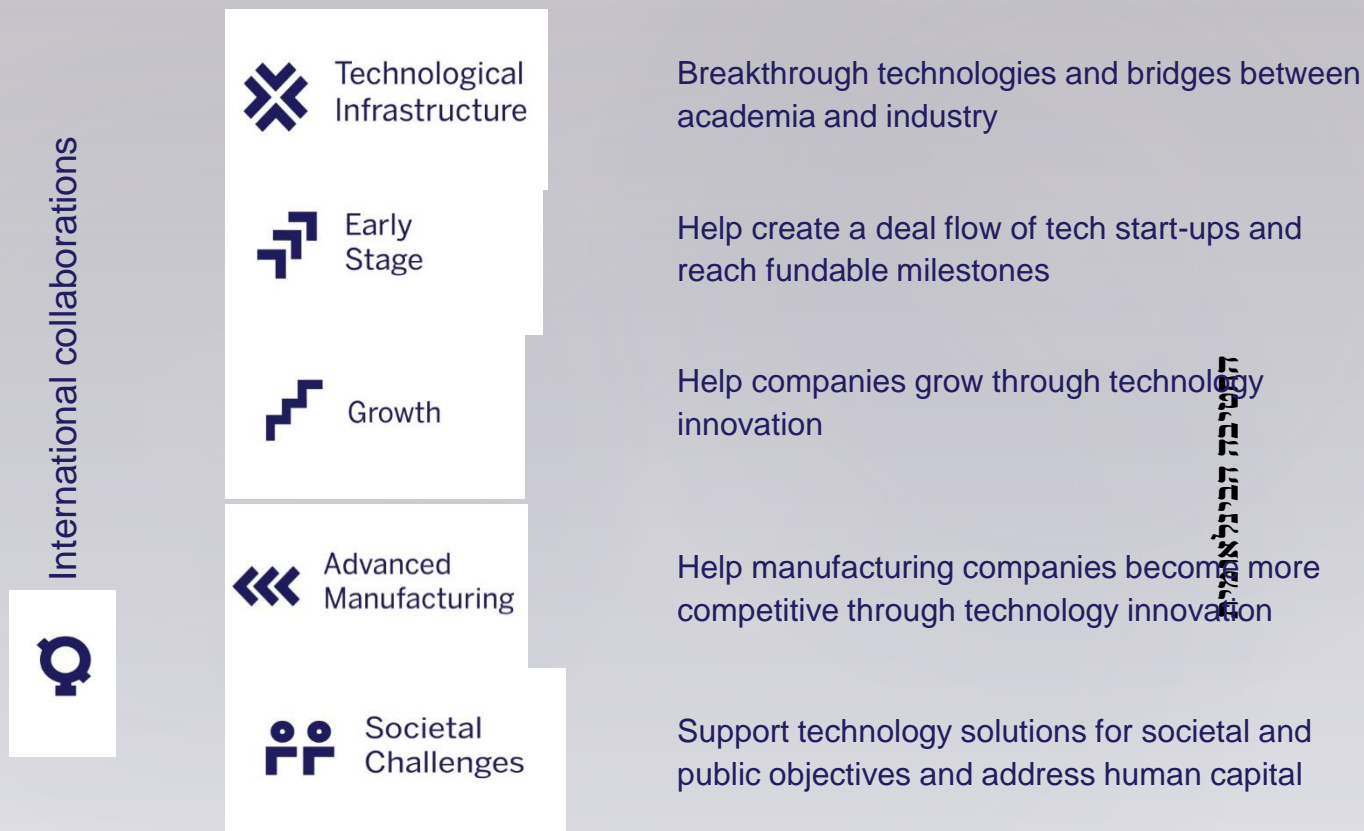 International collaborations
Technological
Infrastructure
Breakthrough technologies and bridges between
academia and industry
Early
Stage
Help create a deal flow of tech start-ups and
reach fundable milestones
Growth
Help companies grow through technology
innovation
Advanced
Manufacturing
Help manufacturing companies become more
competitive through technology innovation
Societal
Challenges
Support technology solutions for societal and
public objectives and address human capital
הבינלאומית